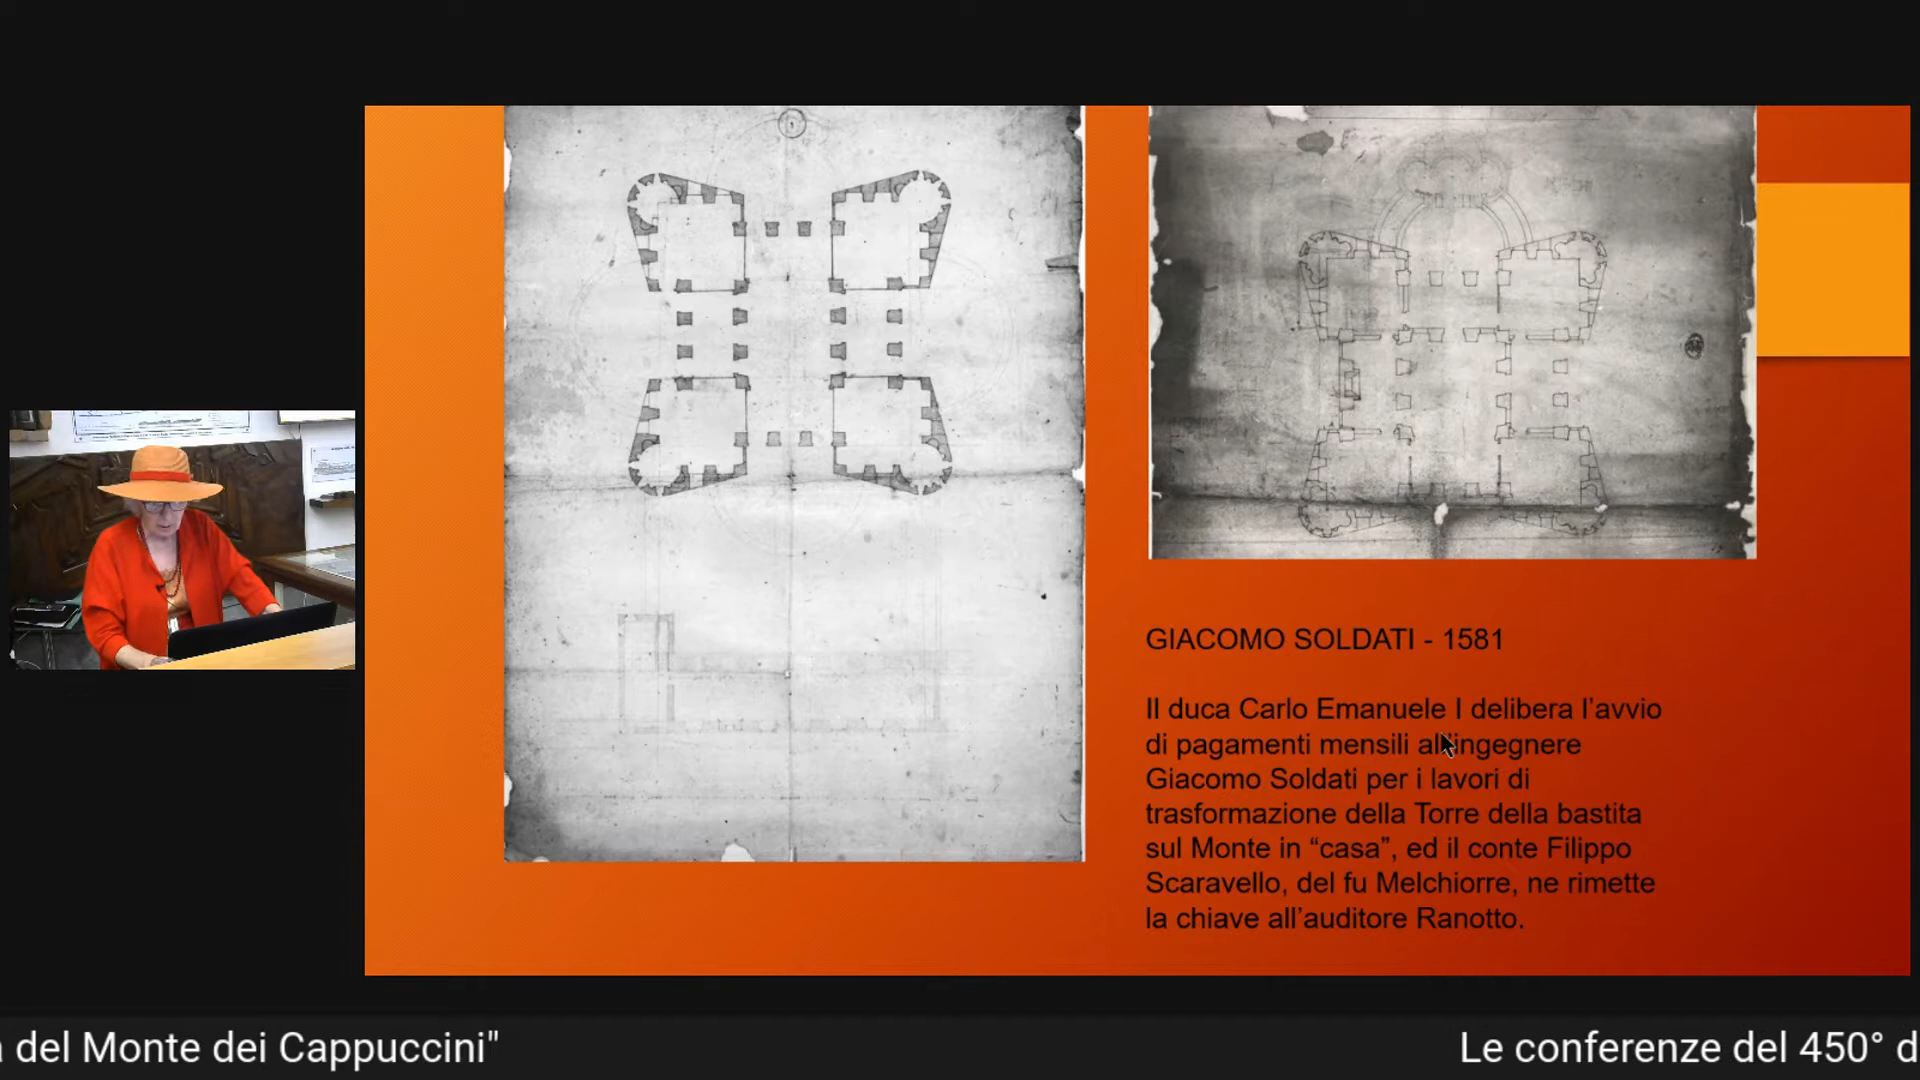 GIACOMO SOLDATI - 1581
Il duca Carlo Emanuele I delibera l’avvio
di pagamenti mensili all’ingegnere
Giacomo Soldati per i lavori di
trasformazione della Torre della bastita
sul Monte in “casa”, ed il conte Filippo
Scaravello, del fu Melchiorre, ne rimette
la chiave all’auditore Ranotto.
a del Monte dei Cappuccini"
Le conferenze del 450° d